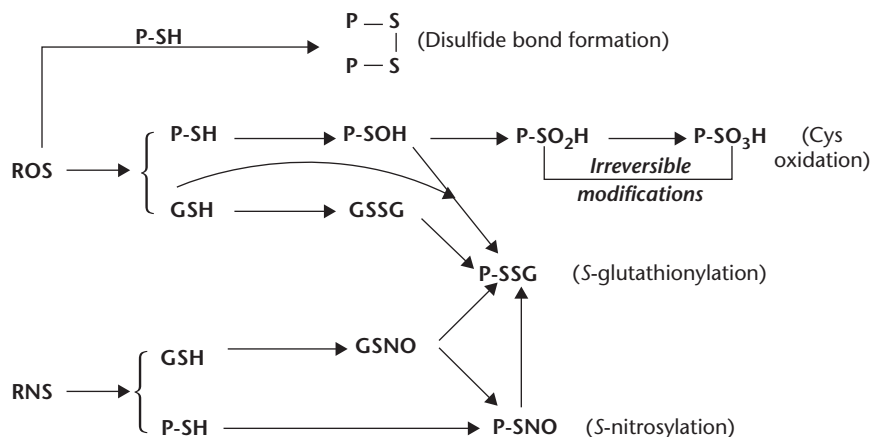 P-SH
P — S
(Disulfide bond formation)
P — S
P-SH
P-SOH
P-SO₂H
P-SO₃H
(Cys
oxidation)
ROS
Irreversible
modifications
GSH
GSSG
P-SSG
(S-glutathionylation)
GSH
GSNO
RNS
P-SH
P-SNO
(S-nitrosylation)